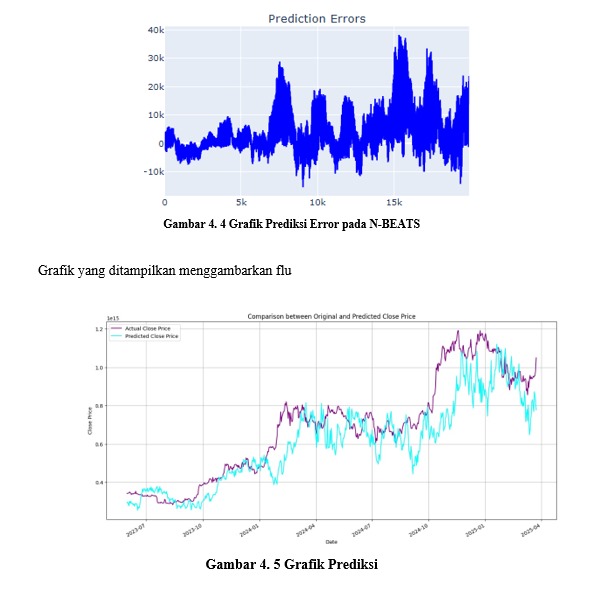 Prediction Errors
40k
30k
20k
10k
0
-10k
0 5k 10k 15k
Gambar 4. 4 Grafik Prediksi Error pada N-BEATS
Grafik yang ditampilkan menggambarkan flu
Comparison between Original and Predicted Close Price
1e15
Actual Close Price
Predicted Close Price
1.2
1.0
0.8
0.6
0.4
Close Price
2023-07 2023-10 2024-01 2024-04 2024-07 2024-10 2025-01 2025-04
Date
Gambar 4. 5 Grafik Prediksi